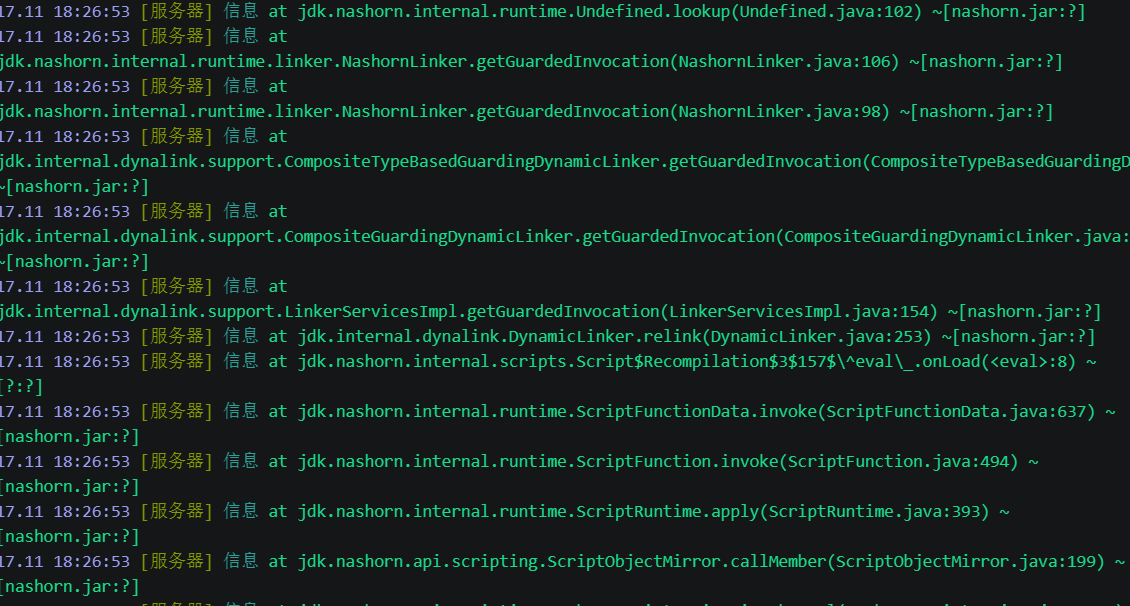 17.11 18:26:53 [服务器] 信息 at jdk.nashorn.internal.runtime.Undefined.lookup(Undefined.java:102) ~[nashorn.jar:?]
17.11 18:26:53 [服务器] 信息 at
jdk.nashorn.internal.runtime.linker.NashornLinker.getGuardedInvocation(NashornLinker.java:106) ~[nashorn.jar:?]
17.11 18:26:53 [服务器] 信息 at
jdk.nashorn.internal.runtime.linker.NashornLinker.getGuardedInvocation(NashornLinker.java:98) ~[nashorn.jar:?]
17.11 18:26:53 [服务器] 信息 at
jdk.internal.dynalink.support.CompositeTypeBasedGuardingDynamicLinker.getGuardedInvocation(CompositeTypeBasedGuardingD
~[nashorn.jar:?]
17.11 18:26:53 [服务器] 信息 at
jdk.internal.dynalink.support.CompositeGuardingDynamicLinker.getGuardedInvocation(CompositeGuardingDynamicLinker.java:
~[nashorn.jar:?]
17.11 18:26:53 [服务器] 信息 at
jdk.internal.dynalink.support.LinkerServicesImpl.getGuardedInvocation(LinkerServicesImpl.java:154) ~[nashorn.jar:?]
17.11 18:26:53 [服务器] 信息 at jdk.internal.dynalink.DynamicLinker.relink(DynamicLinker.java:253) ~[nashorn.jar:?]
17.11 18:26:53 [服务器] 信息 at jdk.nashorn.internal.scripts.Script$Recompilation$3$157$\^eval\_.onLoad(<eval>:8) ~
[?:?]
17.11 18:26:53 [服务器] 信息 at jdk.nashorn.internal.runtime.ScriptFunctionData.invoke(ScriptFunctionData.java:637) ~
[nashorn.jar:?]
17.11 18:26:53 [服务器] 信息 at jdk.nashorn.internal.runtime.ScriptFunction.invoke(ScriptFunction.java:494) ~
[nashorn.jar:?]
17.11 18:26:53 [服务器] 信息 at jdk.nashorn.internal.runtime.ScriptRuntime.apply(ScriptRuntime.java:393) ~
[nashorn.jar:?]
17.11 18:26:53 [服务器] 信息 at jdk.nashorn.api.scripting.ScriptObjectMirror.callMember(ScriptObjectMirror.java:199) ~
[nashorn.jar:?]